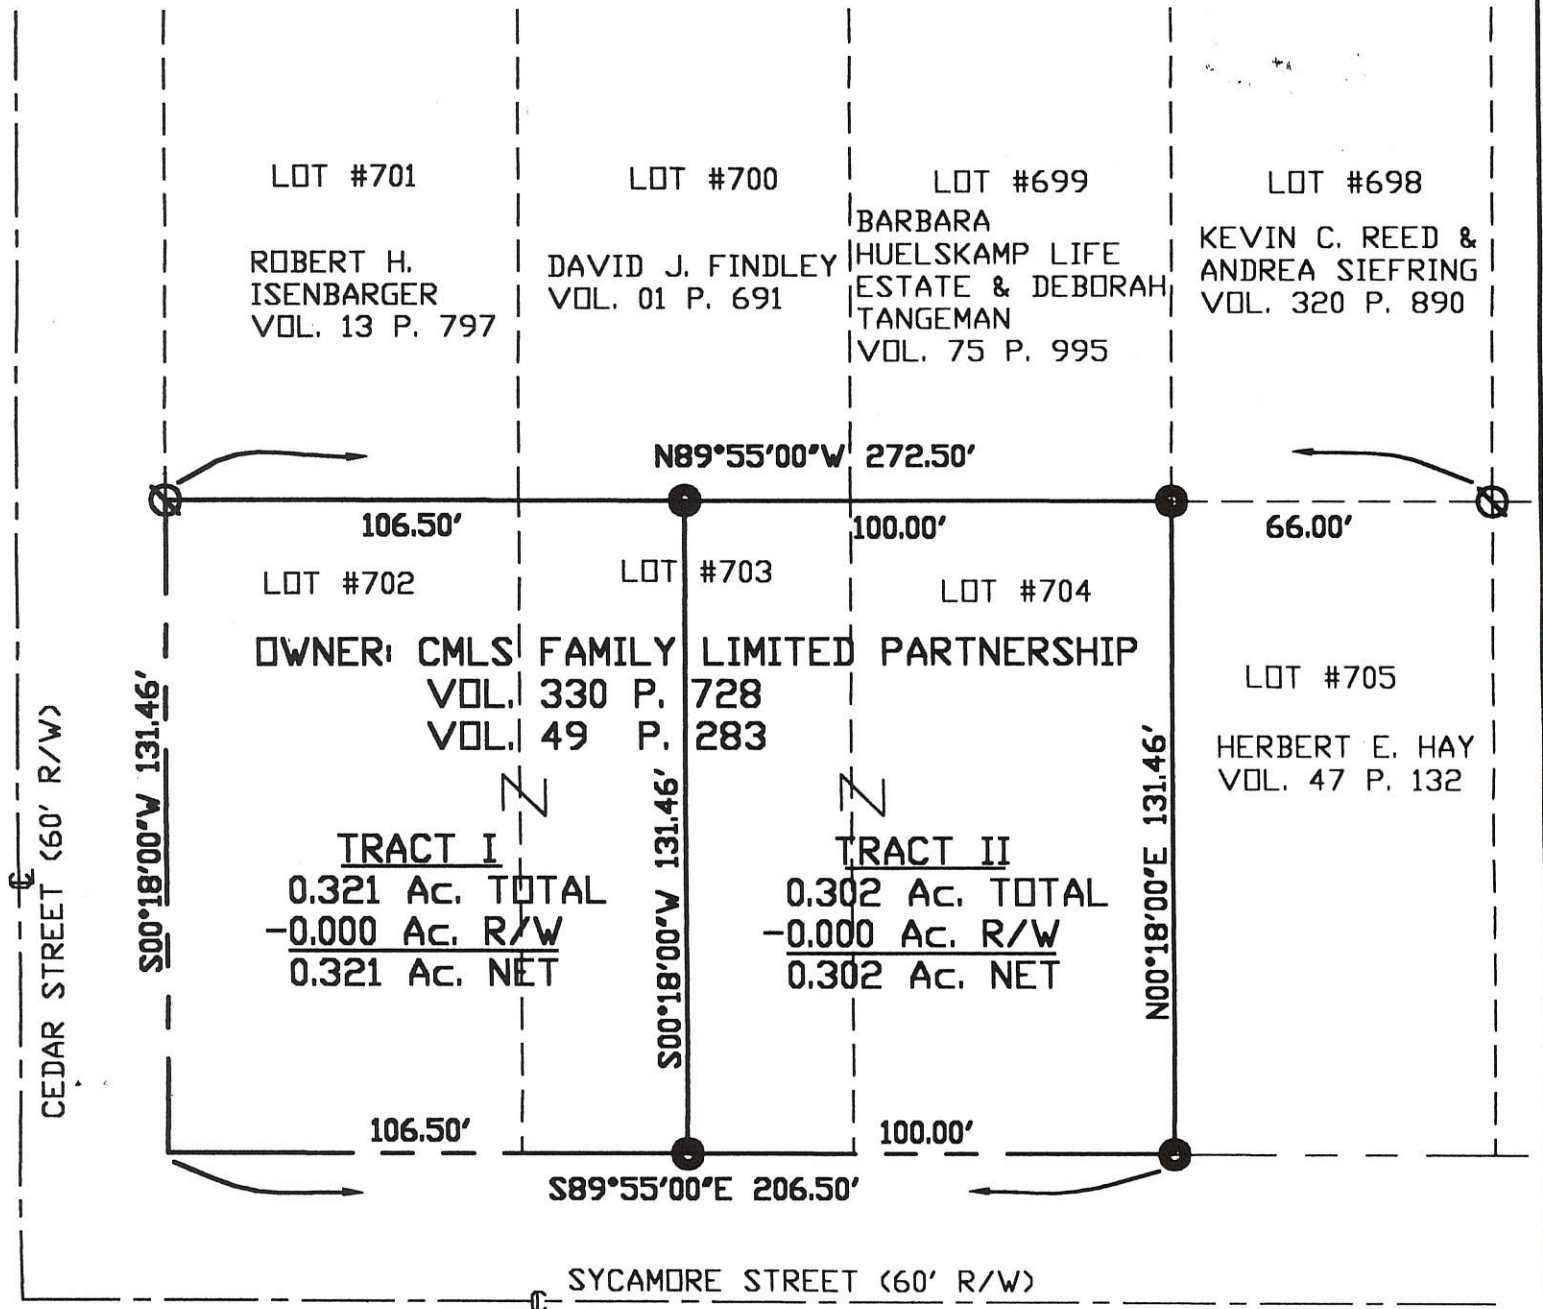 LOT #701
ROBERT H.
ISENBARGER
VOL. 13 P. 797
LOT #700
DAVID J. FINDLEY
VOL. 01 P. 691
LOT #699
BARBARA
HUELSKAMP LIFE
ESTATE & DEBORAH
TANGEMAN
VOL. 75 P. 995
LOT #698
KEVIN C. REED &
ANDREA SIEFRING
VOL. 320 P. 890
N89°55'00"W 272.50'
106.50'
100.00'
66.00'
LOT #702
LOT #703
LOT #704
OWNER: CMLS FAMILY LIMITED PARTNERSHIP
VOL. 330 P. 728
VOL. 49 P. 283
LOT #705
HERBERT E. HAY
VOL. 47 P. 132
CEDAR STREET (60' R/W)
S00°18'00"W 131.46'
TRACT I
0.321 Ac. TOTAL
-0.000 Ac. R/W
0.321 Ac. NET
S00°18'00"W 131.46'
TRACT II
0.302 Ac. TOTAL
-0.000 Ac. R/W
0.302 Ac. NET
N00°18'00"E 131.46'
106.50'
100.00'
S89°55'00"E 206.50'
SYCAMORE STREET (60' R/W)